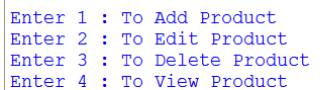 Enter 1 : To Add Product
Enter 2 : To Edit Product
Enter 3 : To Delete Product
Enter 4 : To View Product